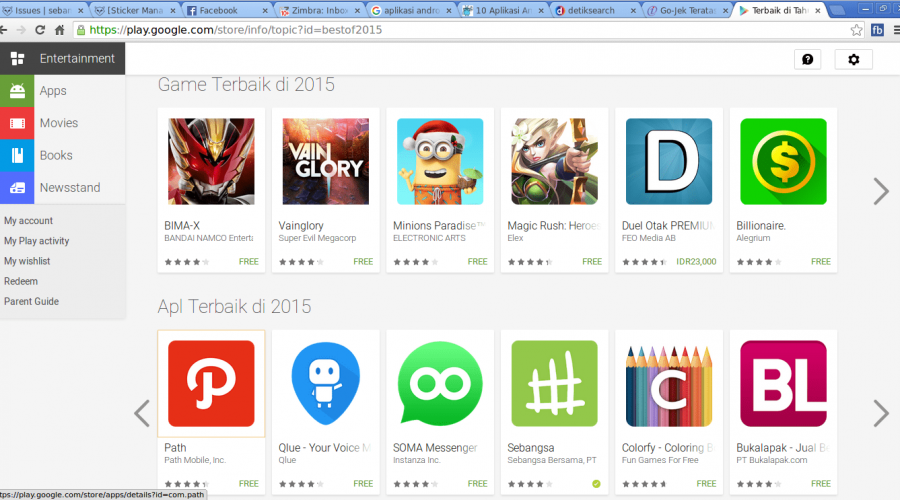 Issues | seban
[Sticker Mana
Facebook
Zimbra: Inbox
aplikasi andro
10 Aplikasi An
detiksearch
Go-Jek Teratas
Terbaik di Tah
https://play.google.com/store/info/topic?id=bestof2015
Entertainment
Apps
Movies
Books
Newsstand
My account
My Play activity
My wishlist
Redeem
Parent Guide
Game Terbaik di 2015
BIMA-X
BANDAI NAMCO Enterta
FREE
VAIN
GLORY
Vainglory
Super Evil Megacorp
FREE
Minions Paradise™
ELECTRONIC ARTS
FREE
Magic Rush: Heroe
Elex
FREE
D
Duel Otak PREMIU
FEO Media AB
IDR23,000
$
Billionaire.
Alegrium
FREE
Apl Terbaik di 2015
Path
Path Mobile, Inc.
FREE
Qlue - Your Voice M
Qlue
FREE
SOMA Messenger
Instanza Inc.
FREE
Sebangsa
Sebangsa Bersama, PT
C
Colorfy - Coloring B
Fun Games For Free
FREE
BL
Bukalapak - Jual Be
PT Bukalapak.com
FREE
ttps://play.google.com/store/apps/details?id=com.path